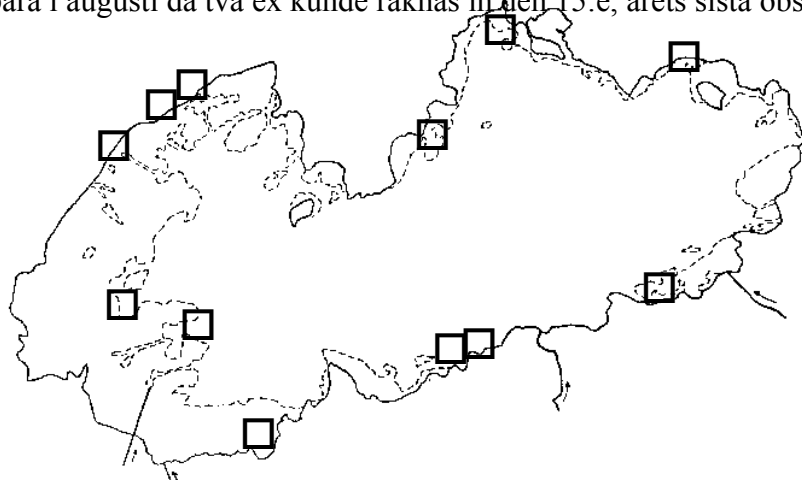 bara i augusti då två ex kunde räknas in den 15:e, årets sista obs